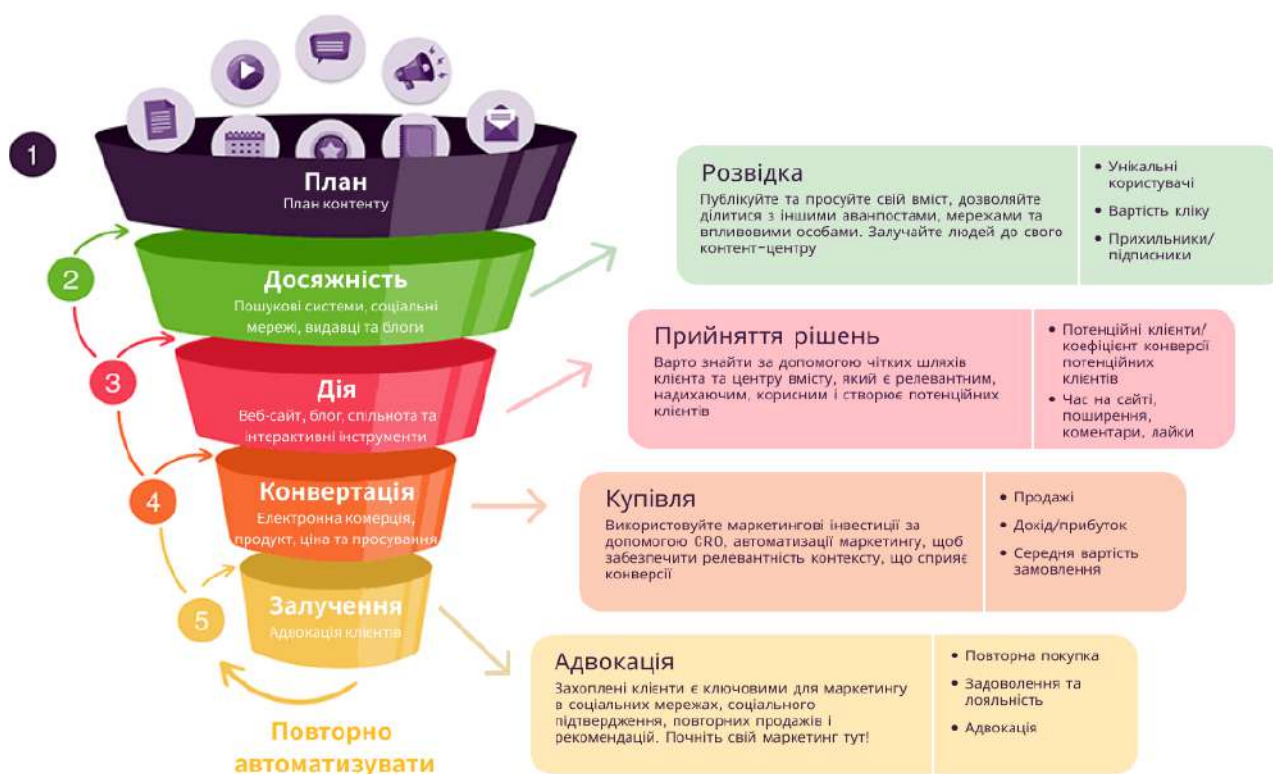 1
План
План контенту
2
Досяжність
Пошукові системи, соціальні
мережі, видавці та блоги
3
Дія
Веб-сайт, блог, спільнота та
інтерактивні інструменти
4
Конвертація
Електронна комерція,
продукт, ціна та просування
5
Залучення
Адвокація клієнтів
Повторно
автоматизувати
Розвідка
Публікуйте та просуйте свій вміст, дозволяйте
ділитися з іншими аванпостами, мережами та
впливовими особами. Залучайте людей до свого
контент-центру
• Унікальні
користувачі
• Вартість кліку
• Прихильники/
підписники
Прийняття рішень
Варто знайти за допомогою чітких шляхів
клієнта та центру вмісту, який є релевантним,
надихаючим, корисним і створює потенційних
клієнтів
• Потенційні клієнти/
коефіцієнт конверсії
потенційних
клієнтів
• Час на сайті,
поширення,
коментари, лайки
Купівля
Використовуйте маркетингові інвестиції за
допомогою CRO, автоматизації маркетингу, щоб
забезпечити релевантність контексту, що сприяє
конверсії
• Продажі
• Дохід/прибуток
• Середня вартість
замовлення
Адвокація
Захоплені клієнти є ключовими для маркетингу
в соціальних мережах, соціального
підтвердження, повторних продажів і
рекомендацій. Почніть свій маркетинг тут!
• Повторна покупка
• Задоволення та
лояльність
• Адвокація